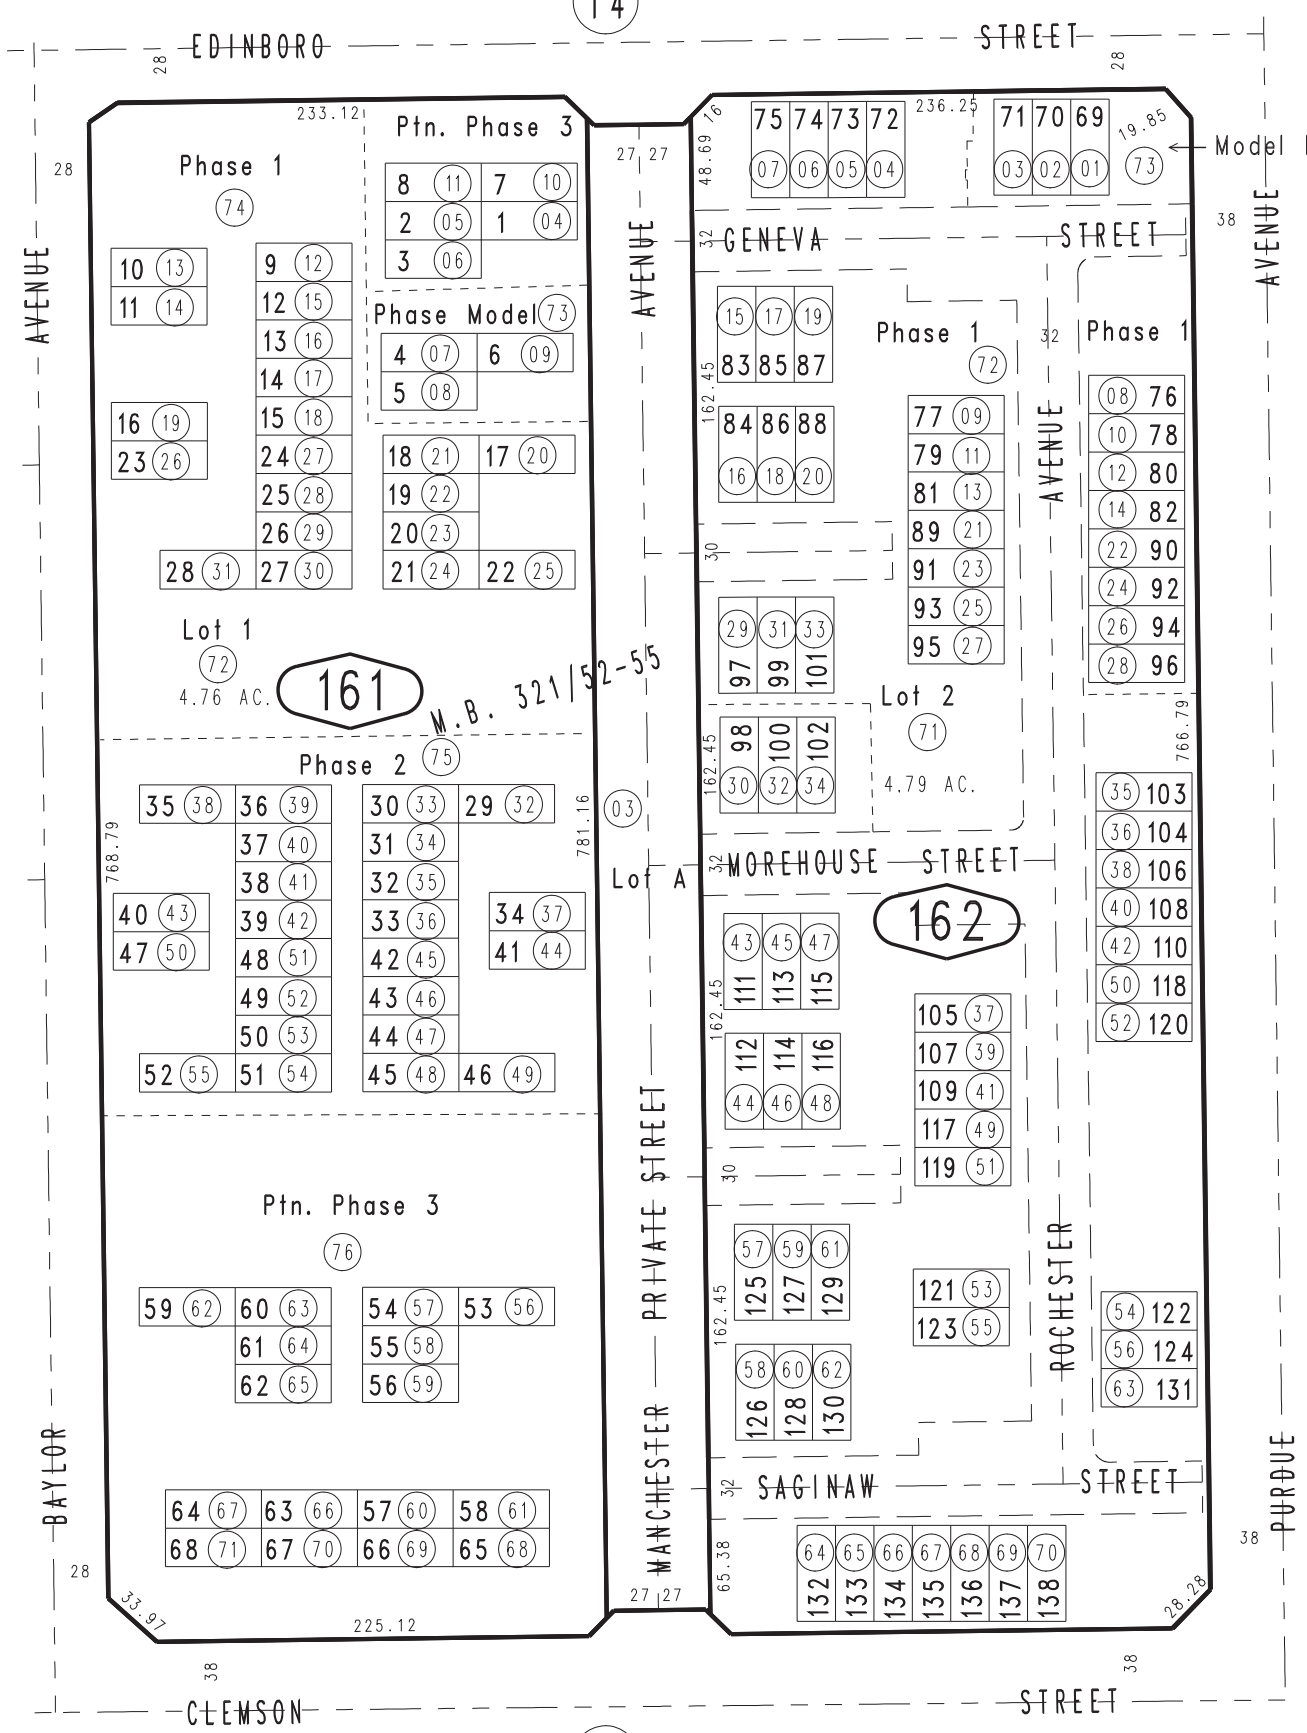 14
EDINBORO STREET
28
28
233.12
Ptn. Phase 3
Phase 1
74
8 11 7 10
2 05 1 04
3 06
Phase Model 73
4 07 6 09
5 08
10 13
11 14
9 12
12 15
13 16
14 17
15 18
24 27
25 28
26 29
28 31 27 30
16 19
23 26
18 21 17 20
19 22
20 23
21 24 22 25
Lot 1
72
4.76 AC.
161
M.B. 321/52-55
Phase 2 75
35 38 36 39
37 40
38 41
39 42
48 51
49 52
50 53
52 55 51 54
40 43
47 50
30 33 29 32
31 34
32 35
33 36
42 45
43 46
44 47
45 48 46 49
34 37
41 44
768.79
781.16
Ptn. Phase 3
76
59 62 60 63
61 64
62 65
54 57 53 56
55 58
56 59
64 67 63 66 57 60 58 61
68 71 67 70 66 69 65 68
33.97
225.12
28
AVENUE
BAYLOR
28
38
27 27
AVENUE
03
Lot A
PRIVATE STREET
MANCHESTER
27 27
16
48.69
75 74 73 72
07 06 05 04
236.25
71 70 69
03 02 01
19.85
73
Model
38
AVENUE
PURDUE
38
32
GENEVA STREET
15 17 19
83 85 87
162.45
84 86 88
16 18 20
Phase 1
72
32
Phase 1
AVENUE
77 09
79 11
81 13
89 21
91 23
93 25
95 27
08 76
10 78
12 80
14 82
22 90
24 92
26 94
28 96
30
29 31 33
97 99 101
98 100 102
30 32 34
162.45
Lot 2
71
4.79 AC.
766.79
32
MOREHOUSE STREET
162
35 103
36 104
38 106
40 108
42 110
50 118
52 120
43 45 47
111 113 115
162.45
112 114 116
44 46 48
105 37
107 39
109 41
117 49
119 51
30
57 59 61
125 127 129
162.45
58 60 62
126 128 130
121 53
123 55
ROCHESTER
54 122
56 124
63 131
32
SAGINAW STREET
65.38
64 65 66 67 68 69 70
132 133 134 135 136 137 138
28.28
38
CLEMSON STREET